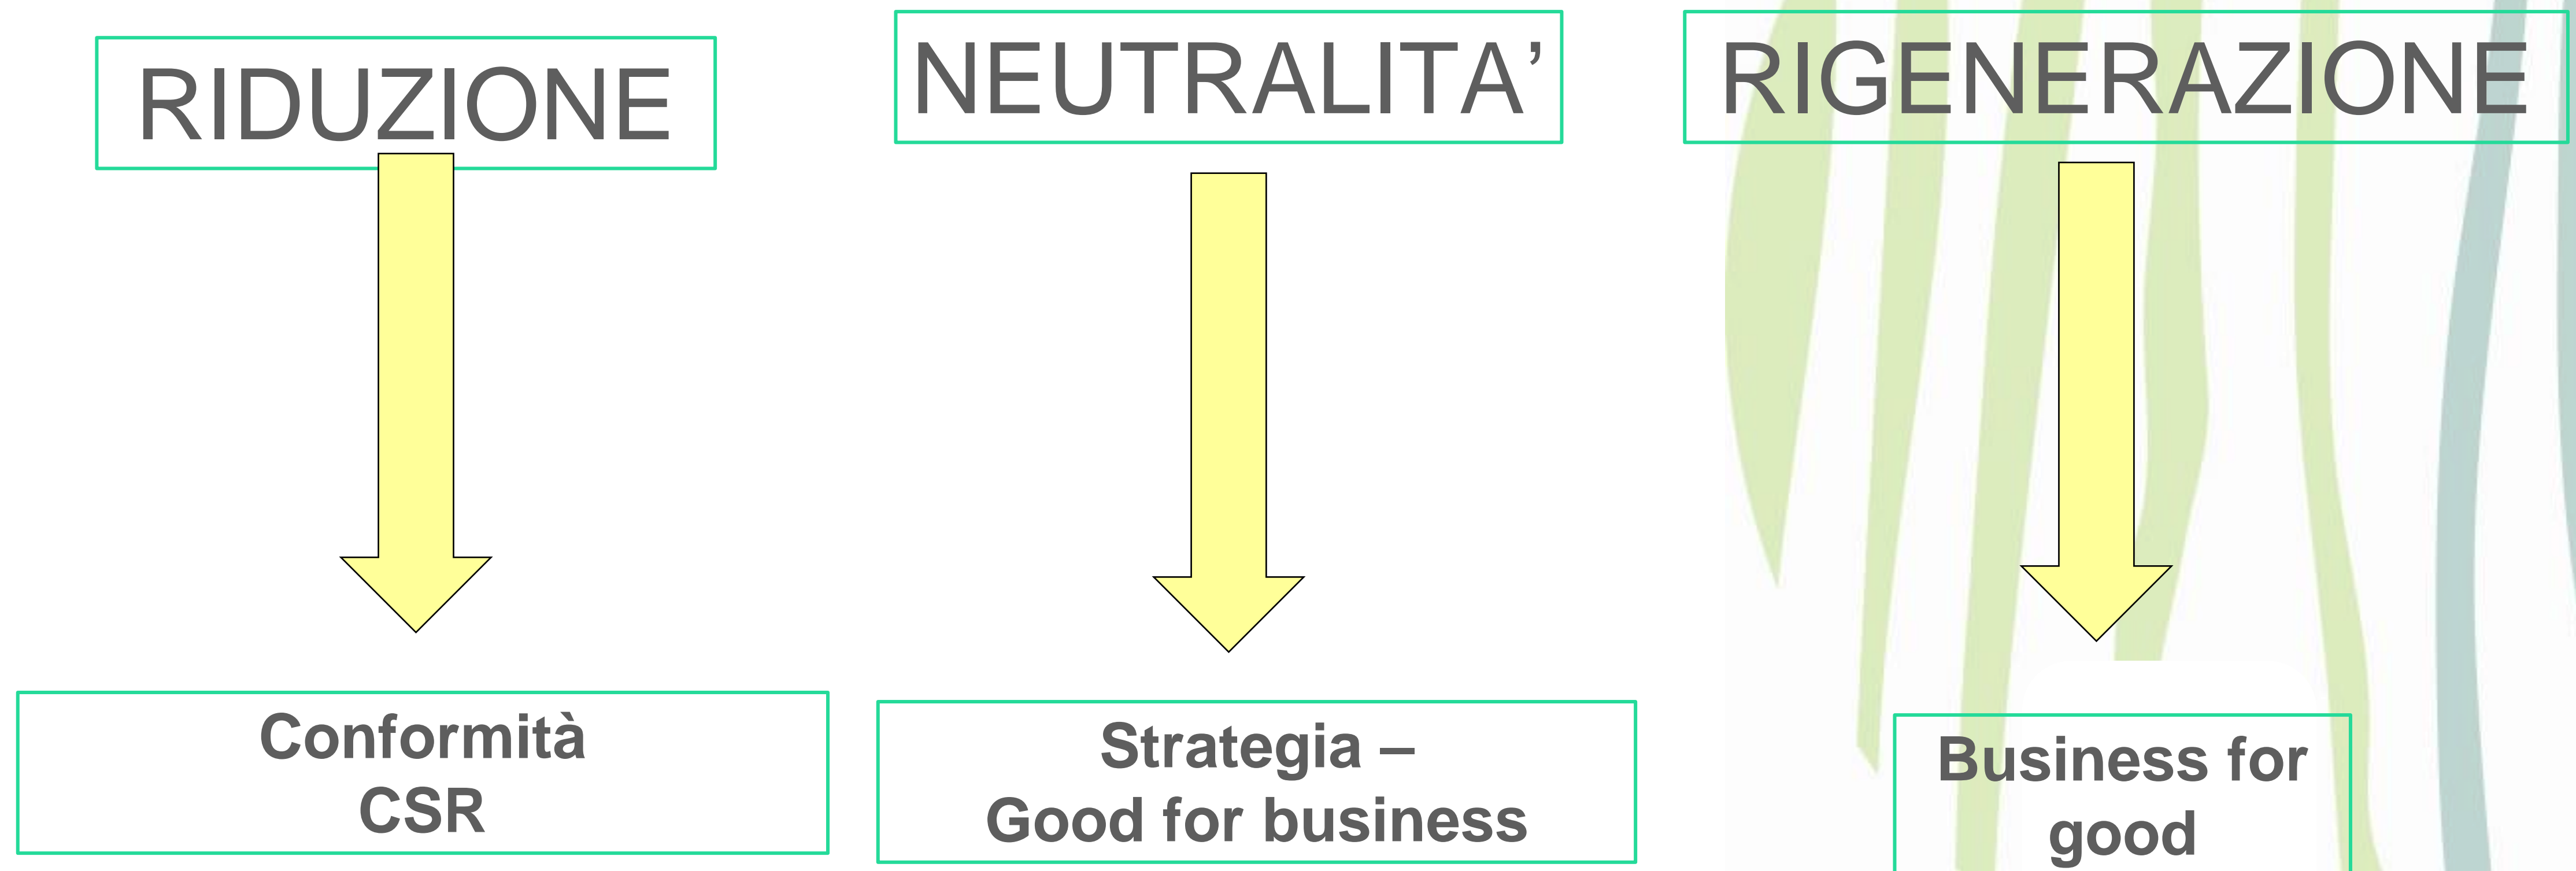 RIDUZIONE
NEUTRALITA’
RIGENERAZIONE
Conformità
CSR
Strategia –
Good for business
Business for
good